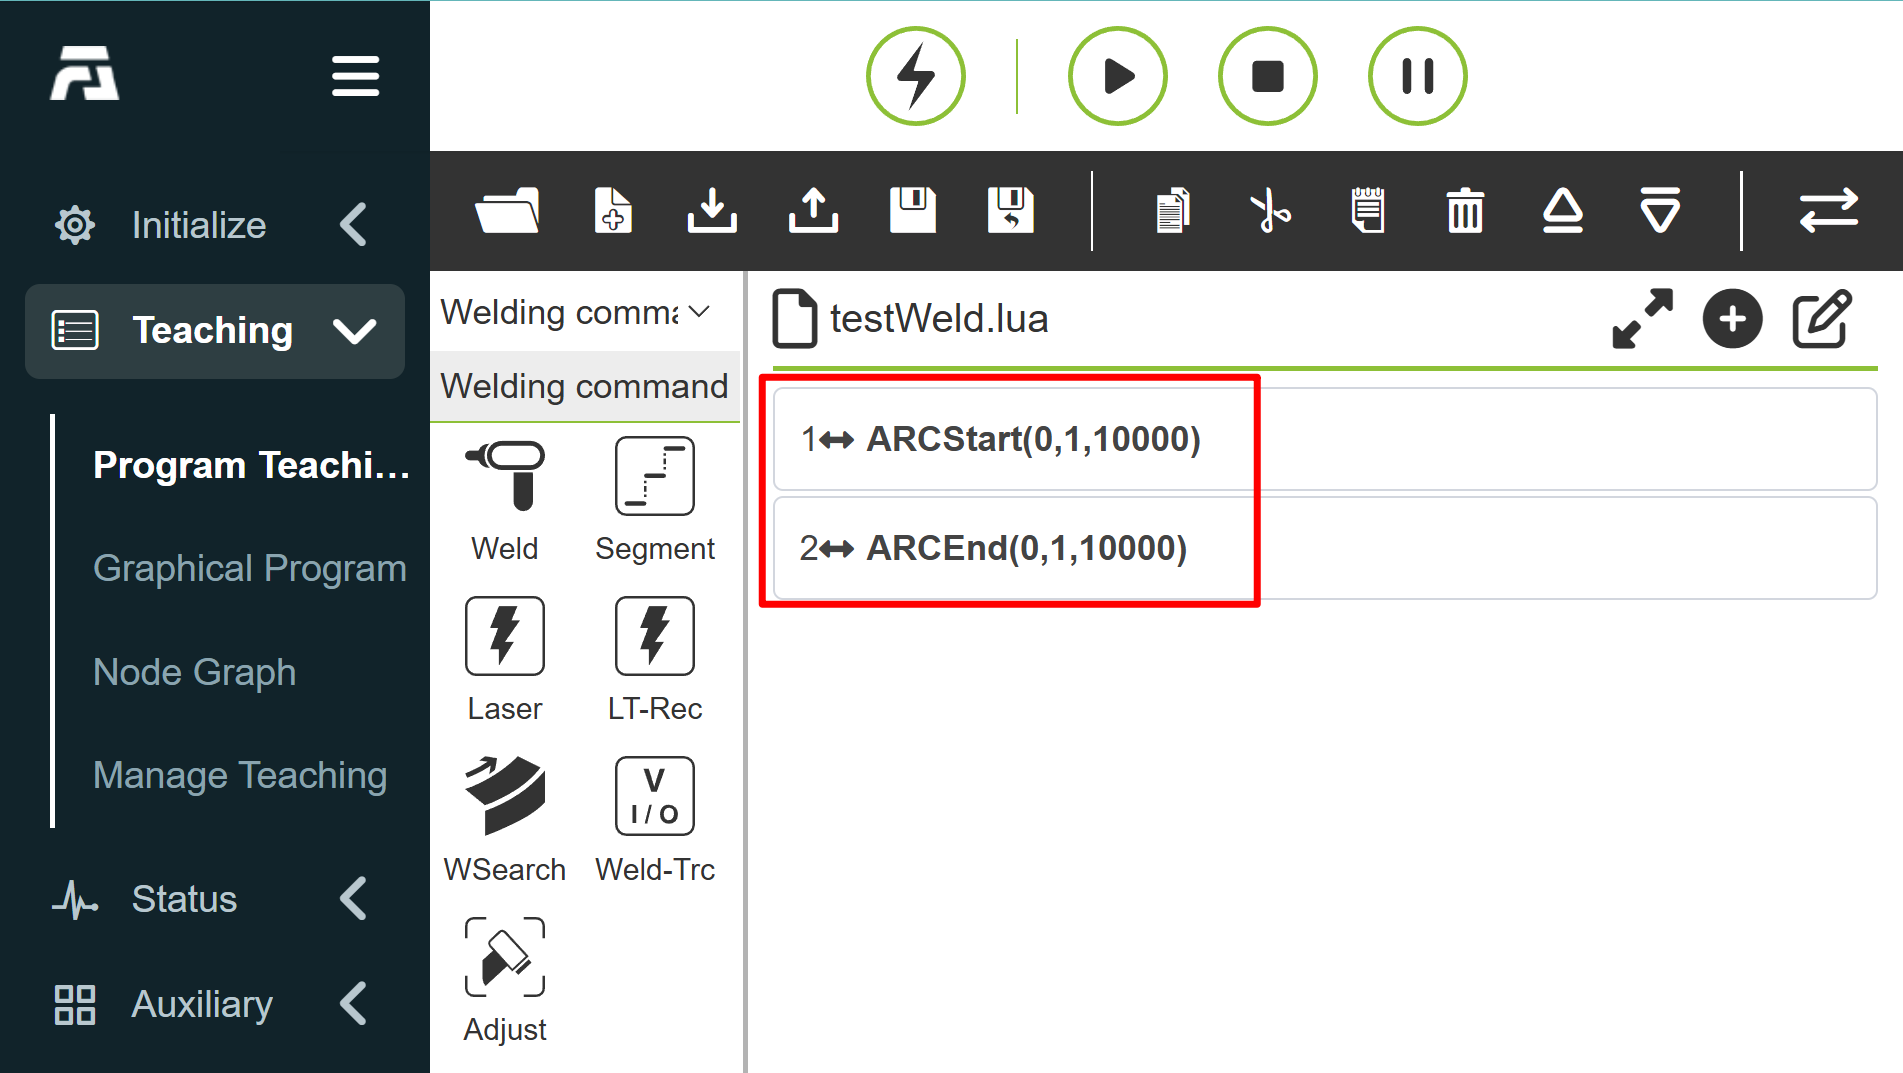 Initialize
Teaching
Program Teachi...
Graphical Program
Node Graph
Manage Teaching
Status
Auxiliary
Welding comma
Welding command
Weld
Segment
Laser
LT-Rec
WSearch
V
I / O
Weld-Trc
Adjust
testWeld.lua
1 ARCStart(0,1,10000)
2 ARCEnd(0,1,10000)